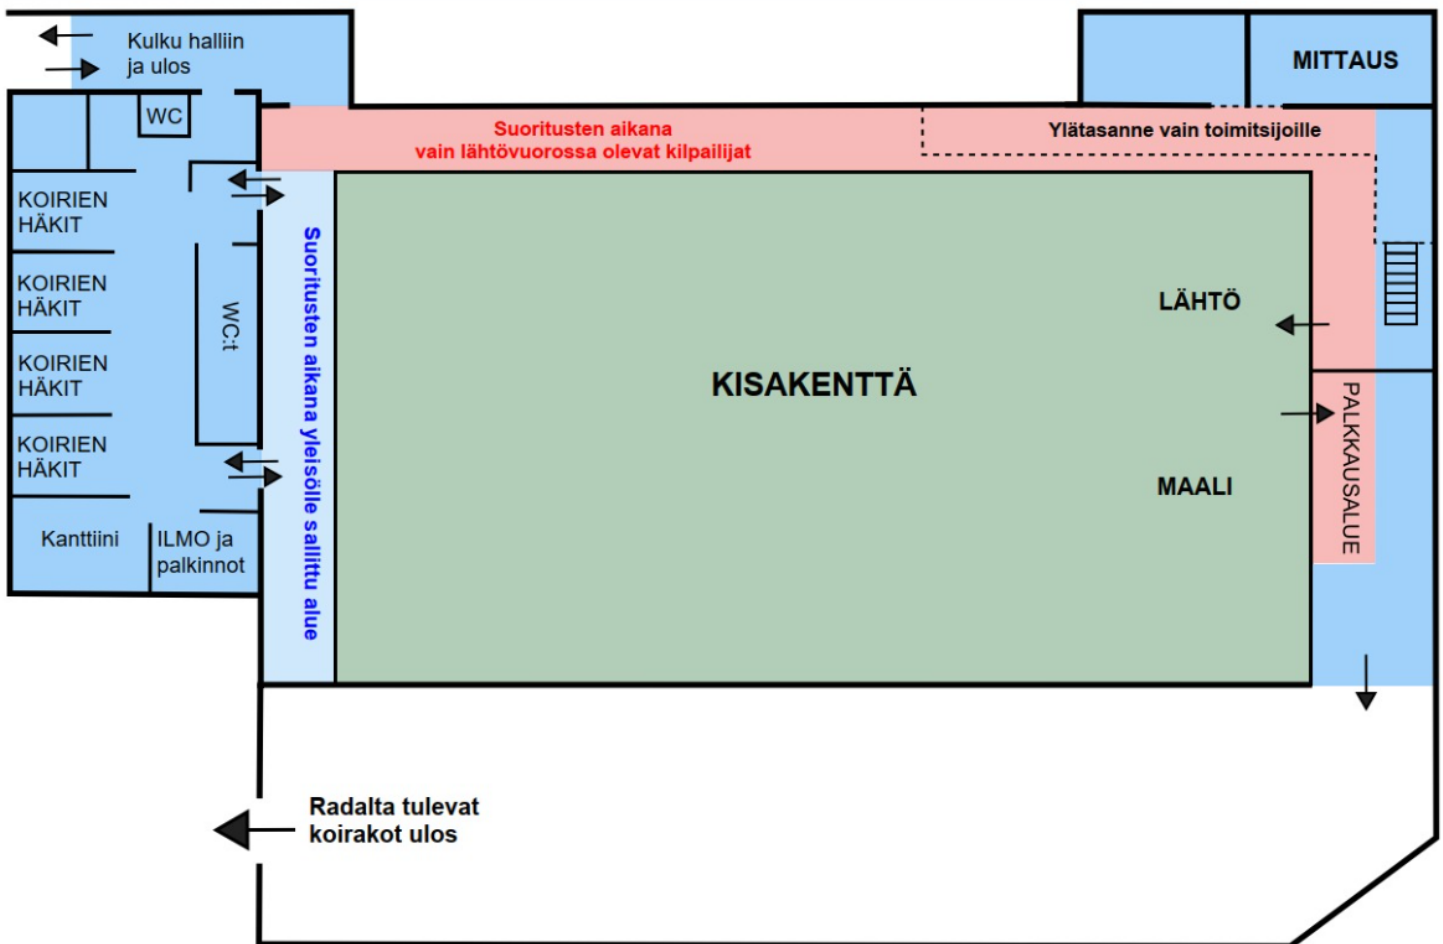 Kulku halliin
ja ulos
MITTAUS
WC
Suoritusten aikana
vain lähtövuorossa olevat kilpailijat
Ylätasanne vain toimitsijoille
KOIRIEN
HÄKIT
KOIRIEN
HÄKIT
KOIRIEN
HÄKIT
KOIRIEN
HÄKIT
WC:t
Suoritusten aikana yleisölle sallittu alue
KISAKENTTÄ
LÄHTÖ
MAALI
PALKKAUSALUE
Kanttiini
ILMO ja
palkinnot
Radalta tulevat
koirakot ulos